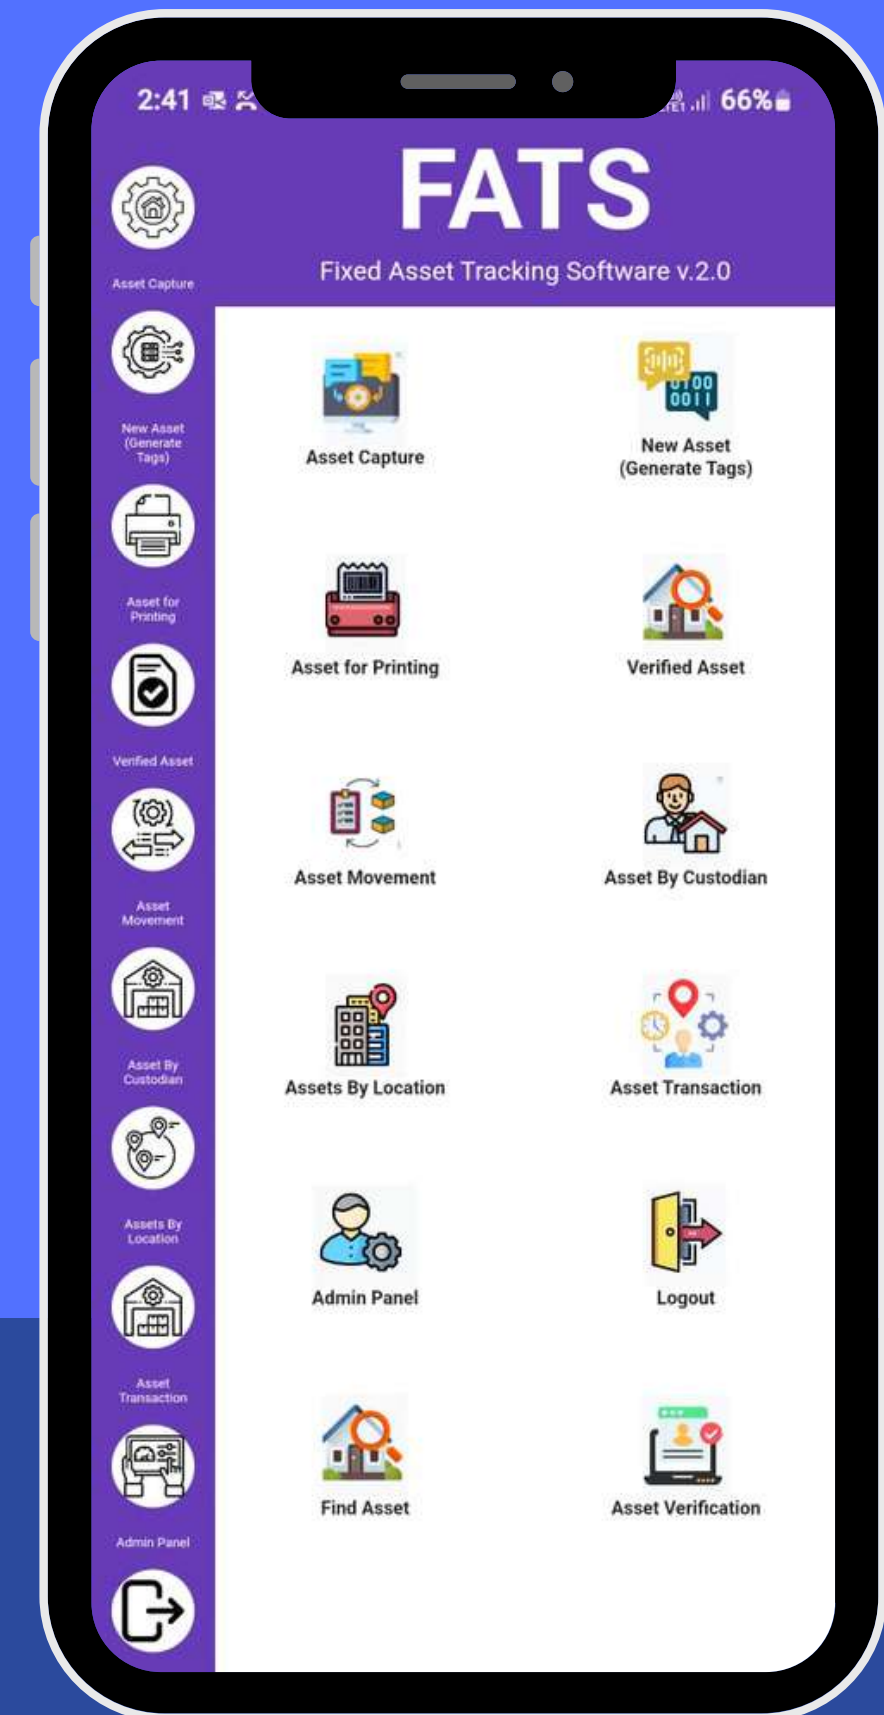 2:41
66%
FATS
Fixed Asset Tracking Software v.2.0
Asset Capture
New Asset
(Generate
Tags)
Asset for
Printing
Verified Asset
Asset
Movement
Asset By
Custodian
Assets By
Location
Asset
Transaction
Admin Panel
Asset Capture
New Asset
(Generate Tags)
0100
0011
Asset for Printing
Verified Asset
Asset Movement
Asset By Custodian
Assets By Location
Asset Transaction
Admin Panel
Logout
Find Asset
Asset Verification